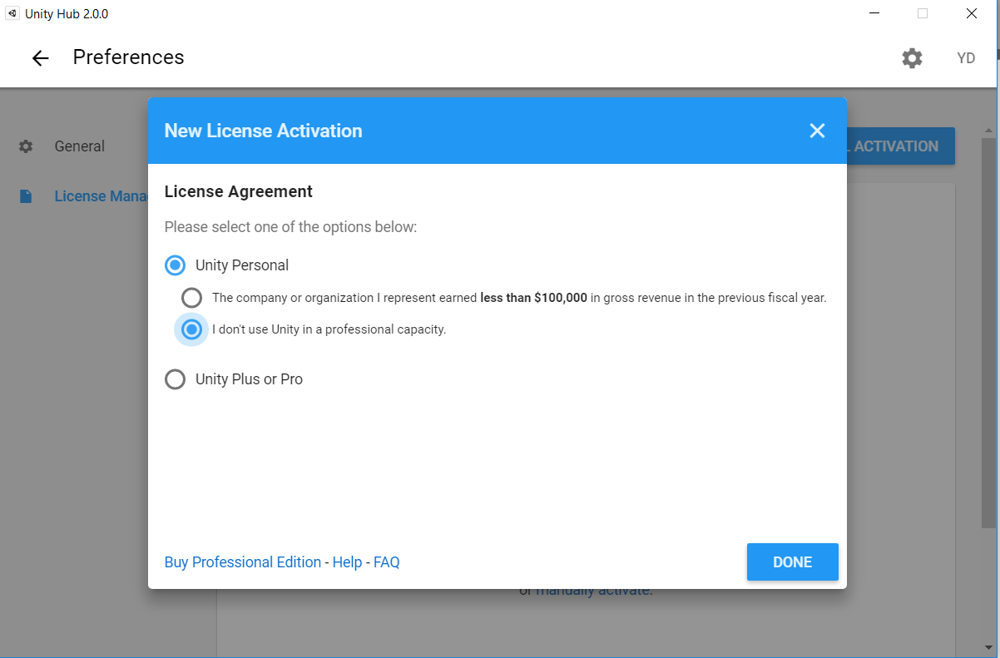 Unity Hub 2.0.0
Preferences
YD
New License Activation
General
ACTIVATION
License Mana
License Agreement
Please select one of the options below:
Unity Personal
The company or organization I represent earned less than $100,000 in gross revenue in the previous fiscal year.
I don't use Unity in a professional capacity.
Unity Plus or Pro
Buy Professional Edition - Help - FAQ
DONE
or manually activate.